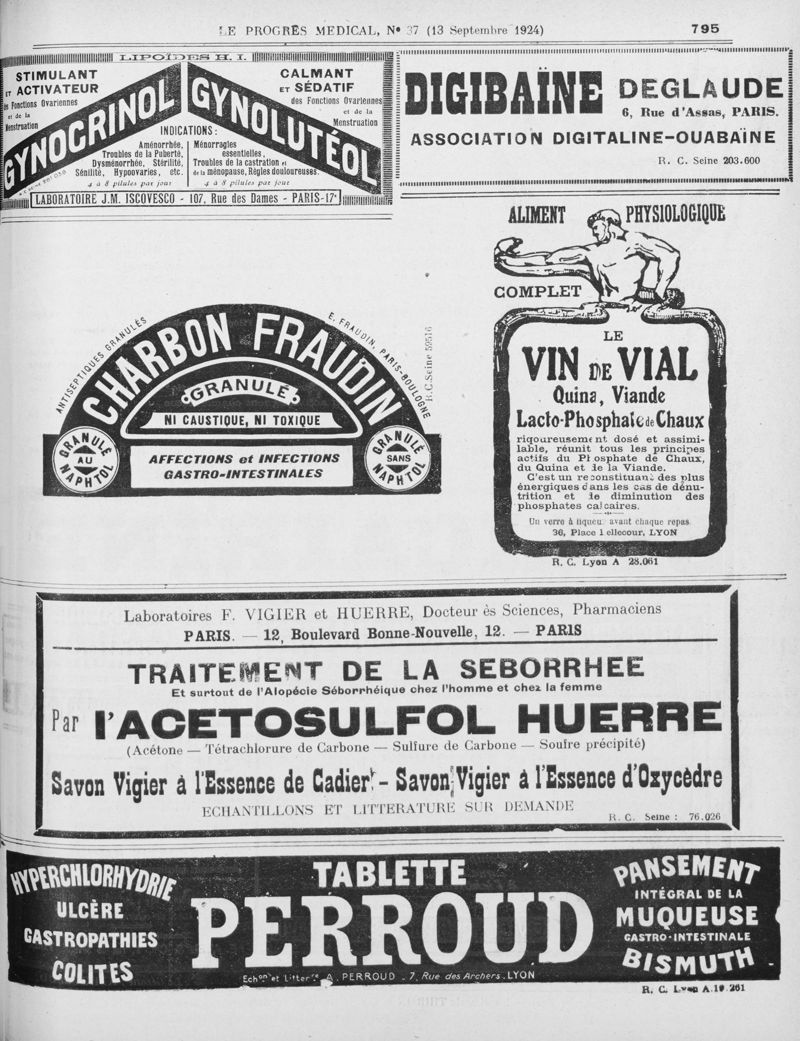 LE PROGRÈS MEDICAL, N° 37 (13 Septembre 1924)
795
LIPOÏDES H. I.
STIMULANT
ET ACTIVATEUR
des Fonctions Ovariennes
et de la
Menstruation
GYNOCRINOL
CALMANT
ET SÉDATIF
des Fonctions Ovariennes
et de la
Menstruation
GYNOLUTÉOL
INDICATIONS :
Aménorrhée,
Troubles de la Puberté,
Dysménorrhée, Stérilité,
Sénilité, Hypoovaries, etc.
4 à 8 pilules par jour
Ménorragies
essentielles,
Troubles de la castration et
de la ménopause, Règles douloureuses.
4 à 8 pilules par jour
LABORATOIRE J.M. ISCOVESCO - 107, Rue des Dames - PARIS-17e
DIGIBAÏNE DEGLAUDE
6, Rue d'Assas, PARIS.
ASSOCIATION DIGITALINE-OUABAÏNE
R. C. Seine 203.600
ALIMENT PHYSIOLOGIQUE
COMPLET
LE
VIN DE VIAL
Quina, Viande
Lacto-Phosphate de Chaux
rigoureusement dosé et assimi-
lable, réunit tous les principes
actifs du Phosphate de Chaux,
du Quina et de la Viande.
C'est un reconstituant des plus
énergiques dans les cas de dénu-
trition et de diminution des
phosphates calcaires.
Un verre à liqueur avant chaque repas
36, Place Bellecour, LYON
R. C. Lyon A 28.061
ANTISEPTIQUES GRANULÉS
E. FRAUDIN, PARIS-BOULOGNE
R.C. Seine 59516
CHARBON FRAUDIN
GRANULÉ
NI CAUSTIQUE, NI TOXIQUE
GRANULÉ
AU
NAPHTOL
AFFECTIONS et INFECTIONS
GASTRO-INTESTINALES
GRANULÉ
SANS
NAPHTOL
Laboratoires F. VIGIER et HUERRE, Docteur ès Sciences, Pharmaciens
PARIS. — 12, Boulevard Bonne-Nouvelle, 12. — PARIS
TRAITEMENT DE LA SEBORRHEE
Et surtout de l'Alopécie Séborrhéique chez l'homme et chez la femme
Par l'ACETOSULFOL HUERRE
(Acétone — Tétrachlorure de Carbone — Sulfure de Carbone — Soufre précipité)
Savon Vigier à l'Essence de Cadier - Savon Vigier à l'Essence d'Oxycèdre
ECHANTILLONS ET LITTERATURE SUR DEMANDE
R. C. Seine : 76.026
HYPERCHLORHYDRIE
ULCÈRE
GASTROPATHIES
COLITES
TABLETTE
PERROUD
Echon et Littere A. PERROUD . 7, Rue des Archers . LYON
PANSEMENT
INTÉGRAL DE LA
MUQUEUSE
GASTRO-INTESTINALE
BISMUTH
R. C. Lyon A.